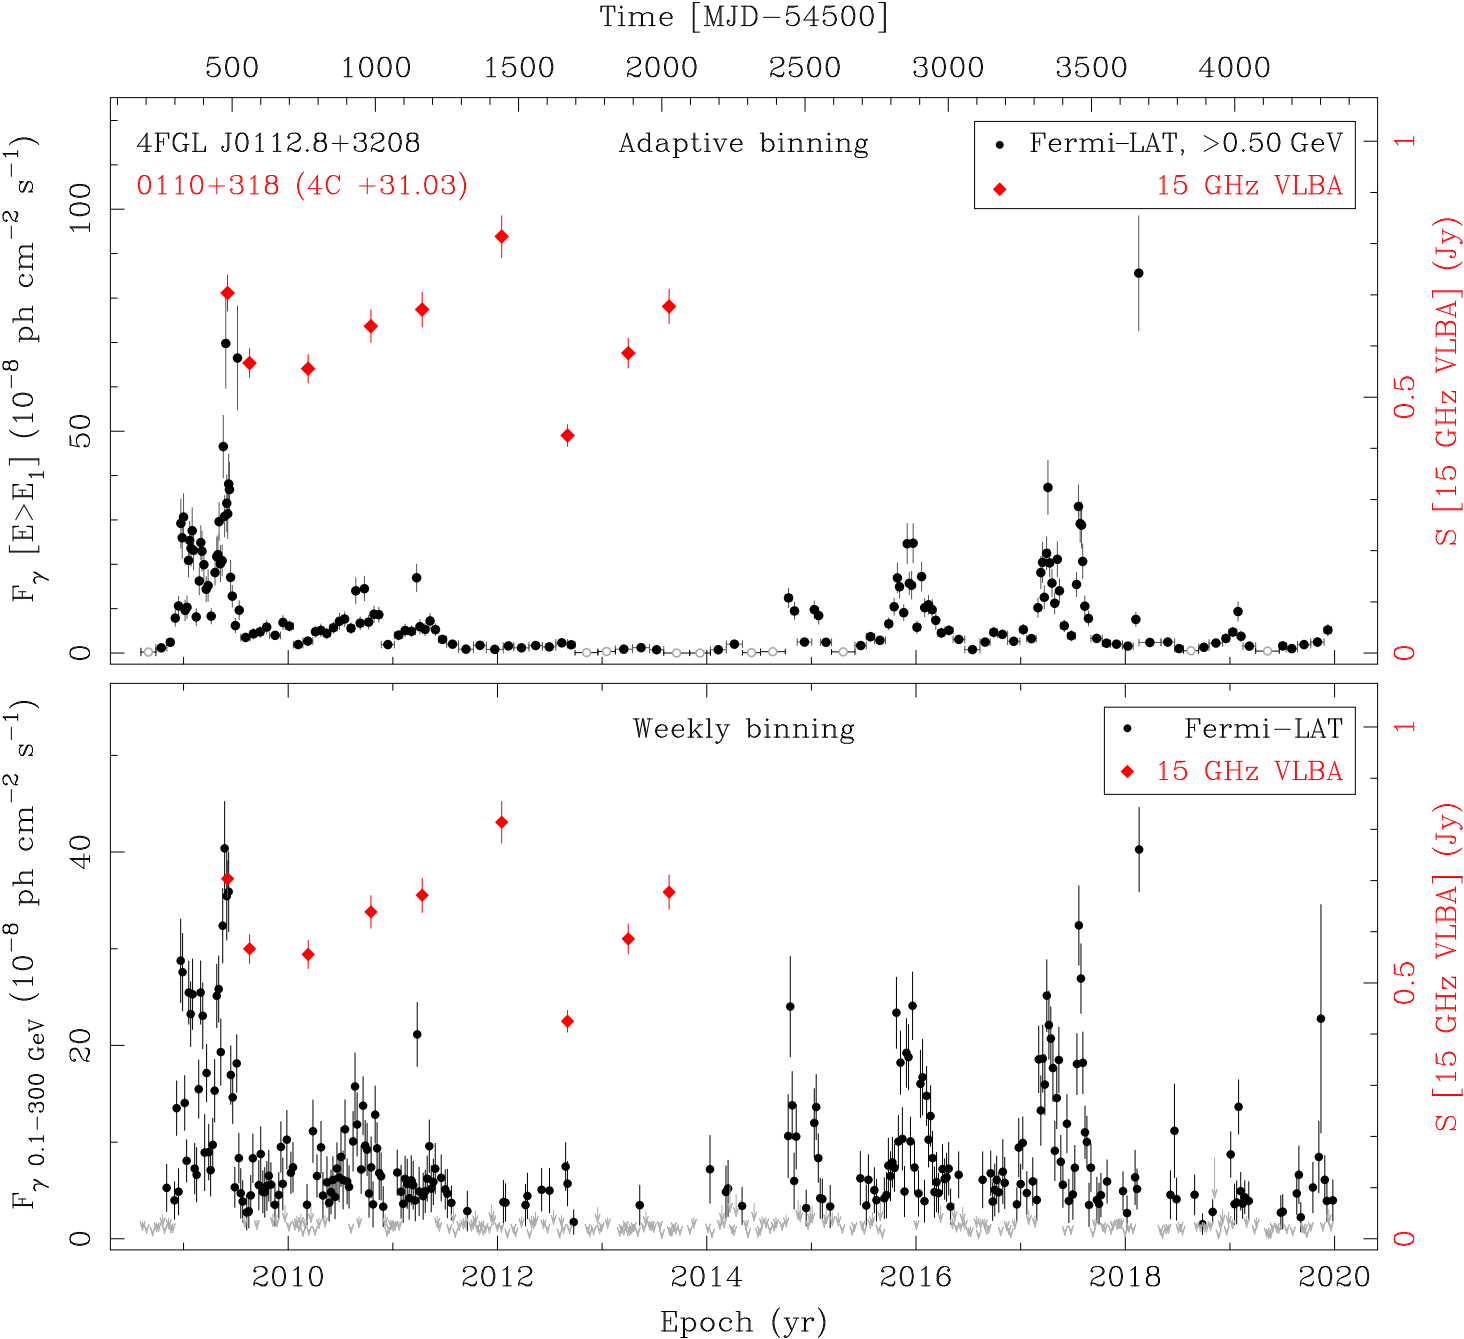 Time [MJD−54500]
500 1000 1500 2000 2500 3000 3500 4000
4FGL J0112.8+3208
0110+318 (4C +31.03)
Adaptive binning
Fermi−LAT, >0.50 GeV
15 GHz VLBA
F_γ [E>E_1] (10^−8 ph cm^−2 s^−1)
100
50
0
1
0.5
0
S [15 GHz VLBA] (Jy)
Weekly binning
Fermi−LAT
15 GHz VLBA
F_γ 0.1−300 GeV (10^−8 ph cm^−2 s^−1)
40
20
0
1
0.5
0
S [15 GHz VLBA] (Jy)
2010 2012 2014 2016 2018 2020
Epoch (yr)